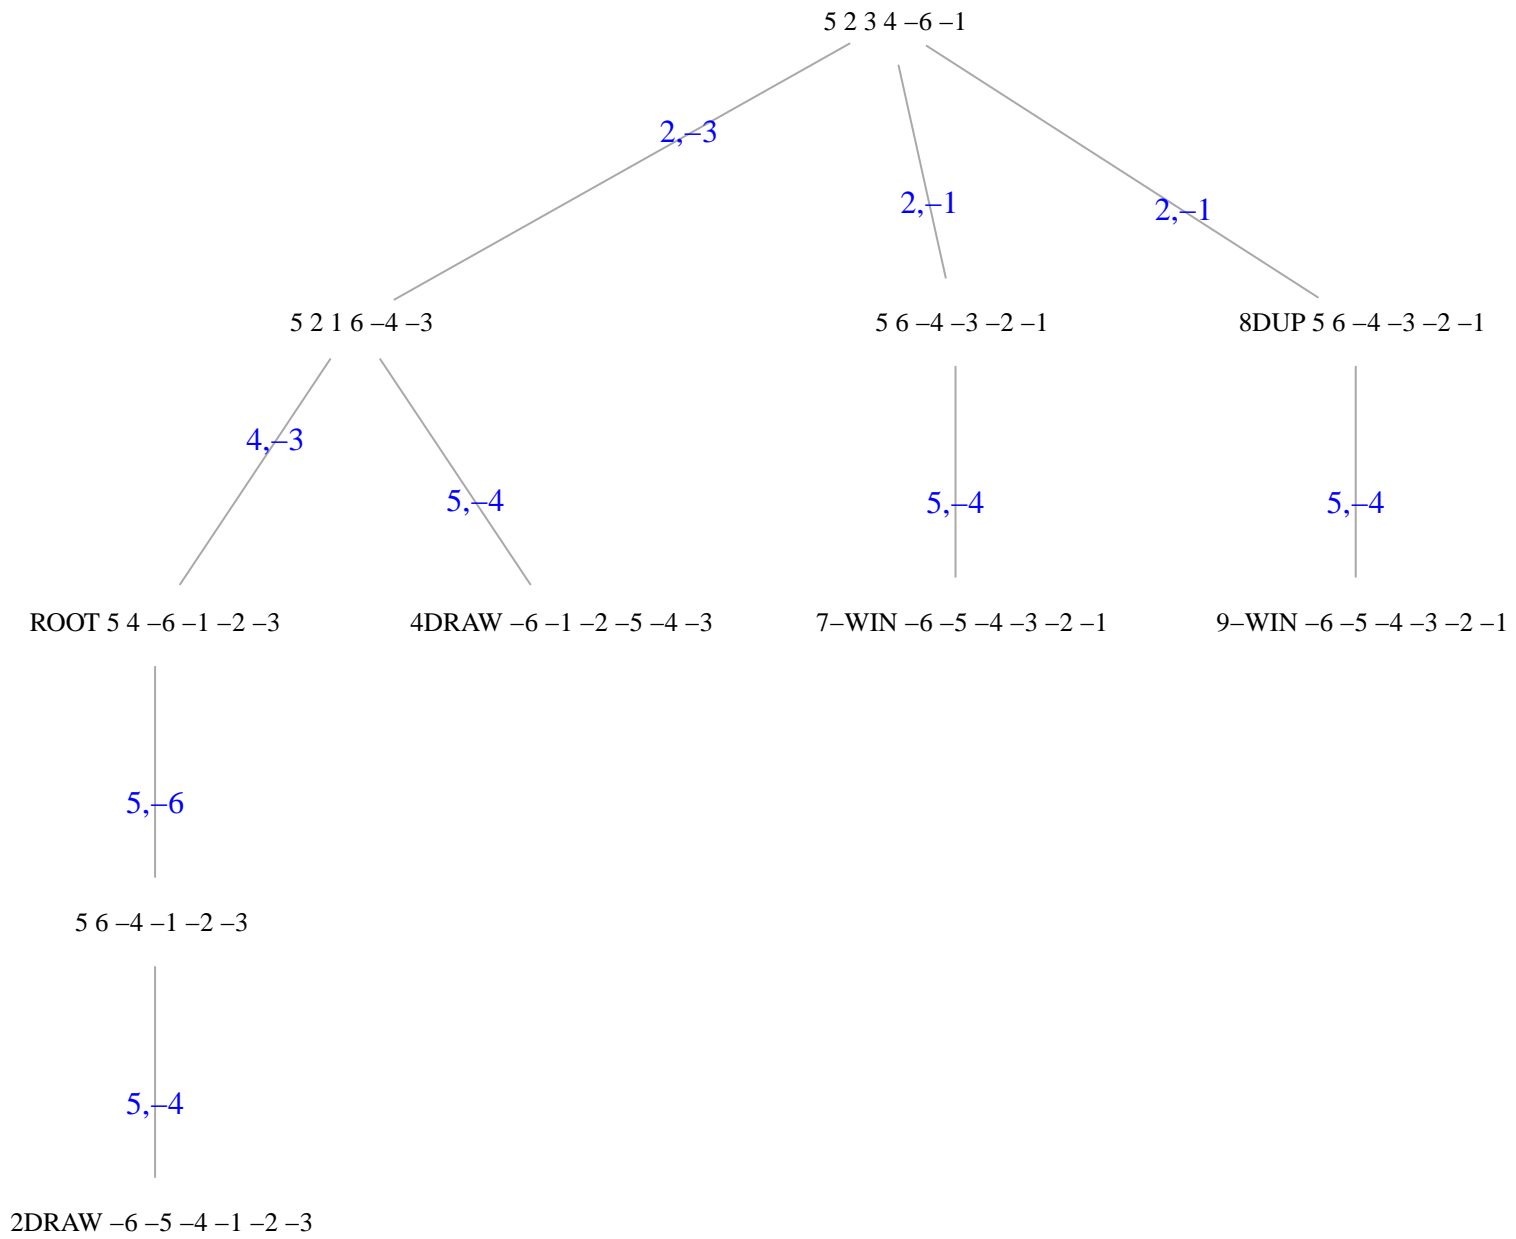 5 2 3 4 –6 –1
2,–3
2,–1
2,–1
5 2 1 6 –4 –3
5 6 –4 –3 –2 –1
8DUP 5 6 –4 –3 –2 –1
4,–3
5,–4
5,–4
5,–4
ROOT 5 4 –6 –1 –2 –3
4DRAW –6 –1 –2 –5 –4 –3
7–WIN –6 –5 –4 –3 –2 –1
9–WIN –6 –5 –4 –3 –2 –1
5,–6
5 6 –4 –1 –2 –3
5,–4
2DRAW –6 –5 –4 –1 –2 –3